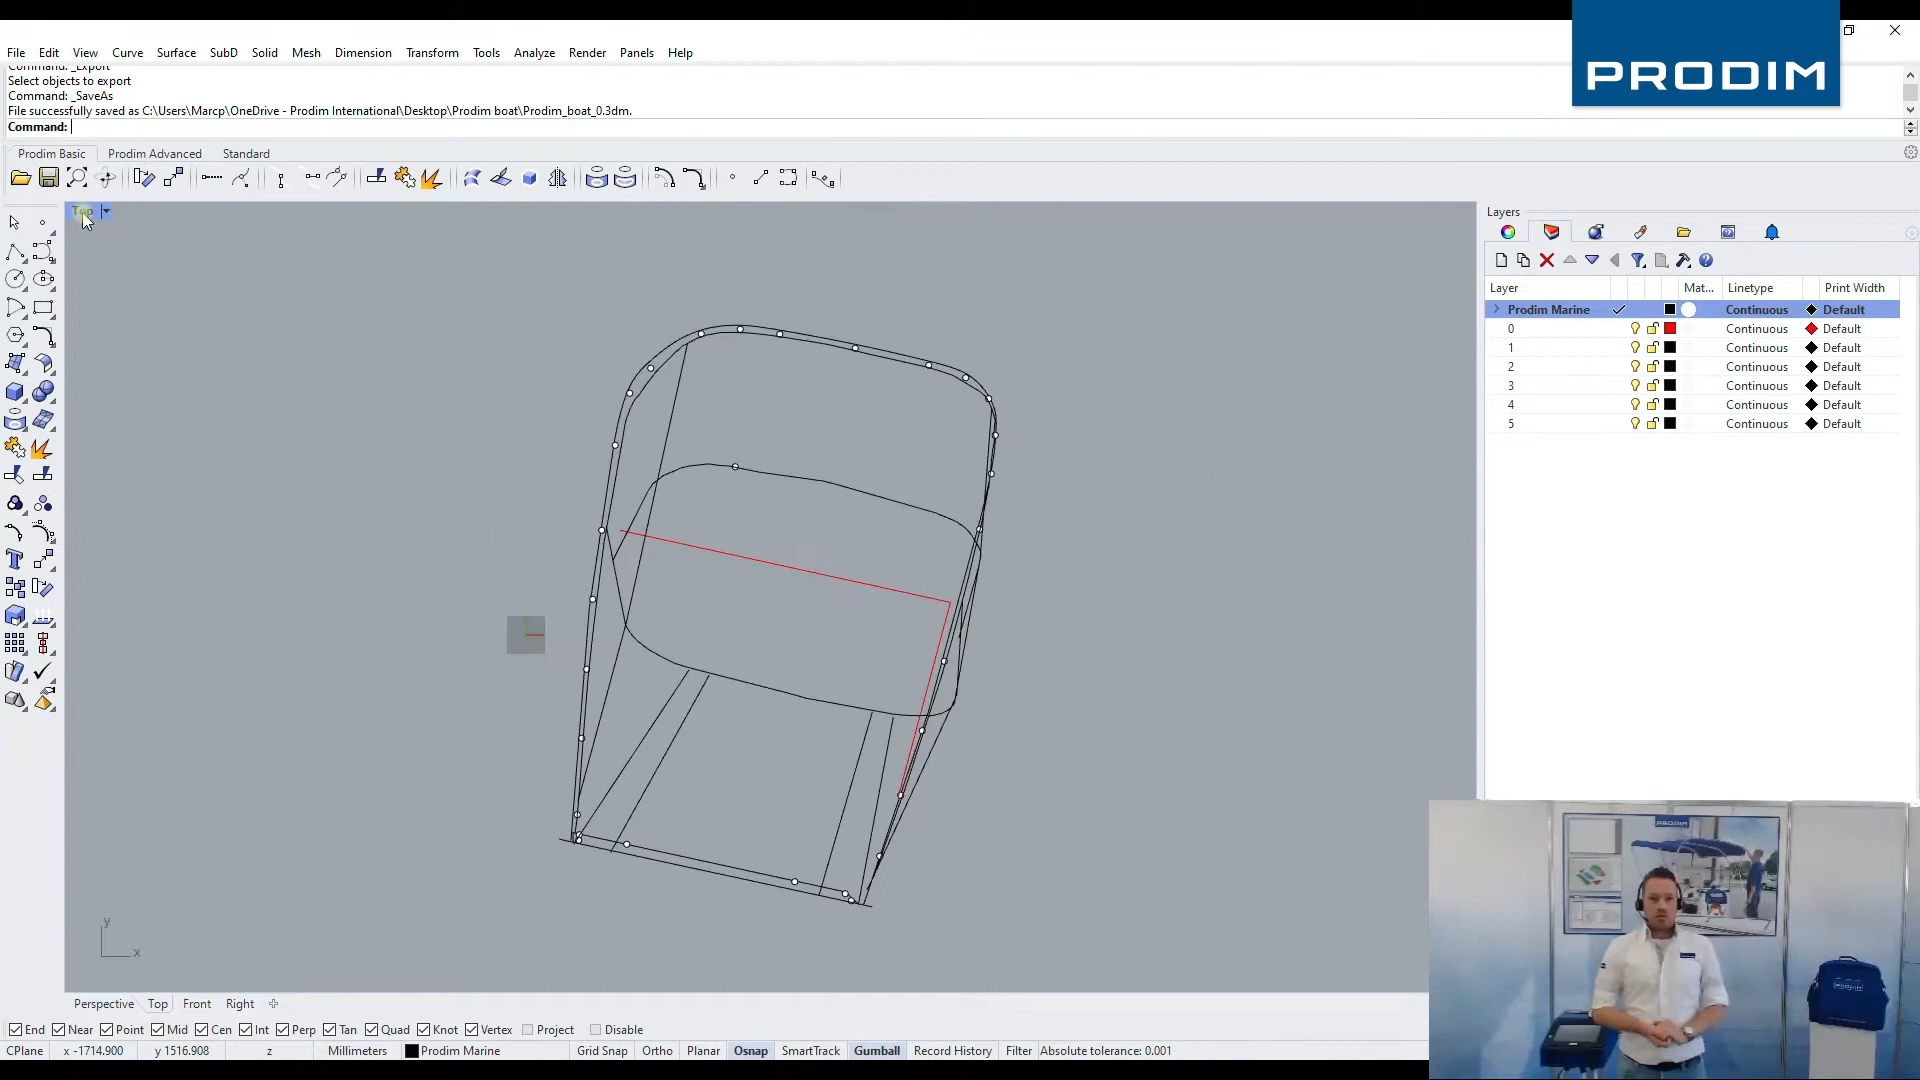 PRODIM
File Edit View Curve Surface SubD Solid Mesh Dimension Transform Tools Analyze Render Panels Help
Command: _Export
Select objects to export
Command: _SaveAs
File successfully saved as C:\Users\Marcp\OneDrive - Prodim International\Desktop\Prodim boat\Prodim_boat_0.3dm.
Command:
Prodim Basic Prodim Advanced Standard
Top
Layers
Layer Mat... Linetype Print Width
Prodim Marine Continuous Default
0 Continuous Default
1 Continuous Default
2 Continuous Default
3 Continuous Default
4 Continuous Default
5 Continuous Default
y
x
PRODIM
PRODIM
Perspective Top Front Right
End Near Point Mid Cen Int Perp Tan Quad Knot Vertex Project Disable
CPlane x -1714.900 y 1516.908 z Millimeters Prodim Marine Grid Snap Ortho Planar Osnap SmartTrack Gumball Record History Filter Absolute tolerance: 0.001